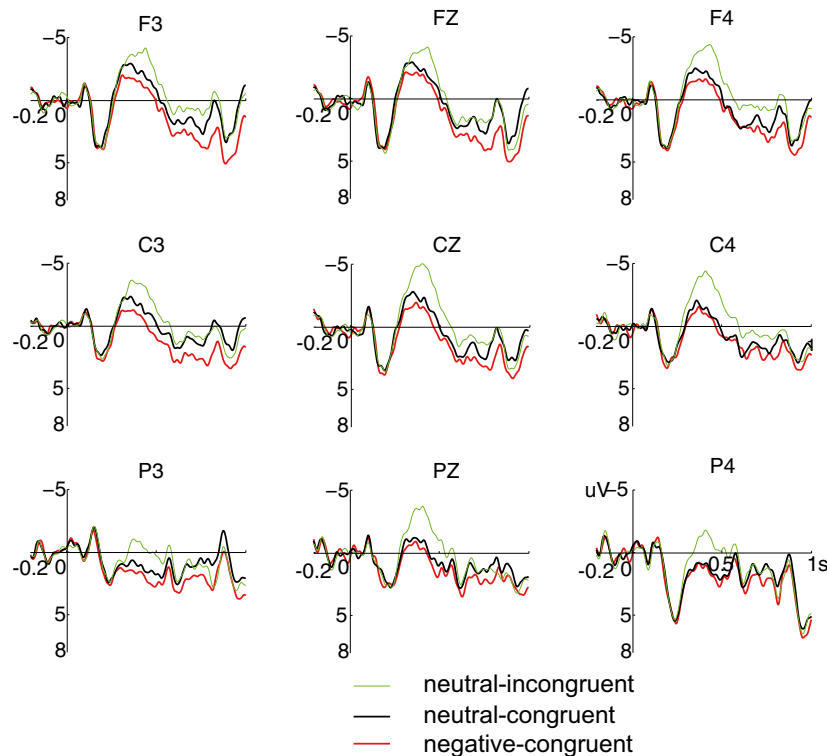 F3 FZ F4
−5 −5 −5
-0.2 0 -0.2 0 -0.2 0
5 5 5
8 8 8
C3 CZ C4
−5 −5 −5
-0.2 0 -0.2 0 -0.2 0 1
5 5 5
8 8 8
P3 PZ P4
−5 −5 uV −5
-0.2 0 -0.2 0 -0.2 0 0.5 1s
5 5 5
8 8 8
neutral-incongruent
neutral-congruent
negative-congruent